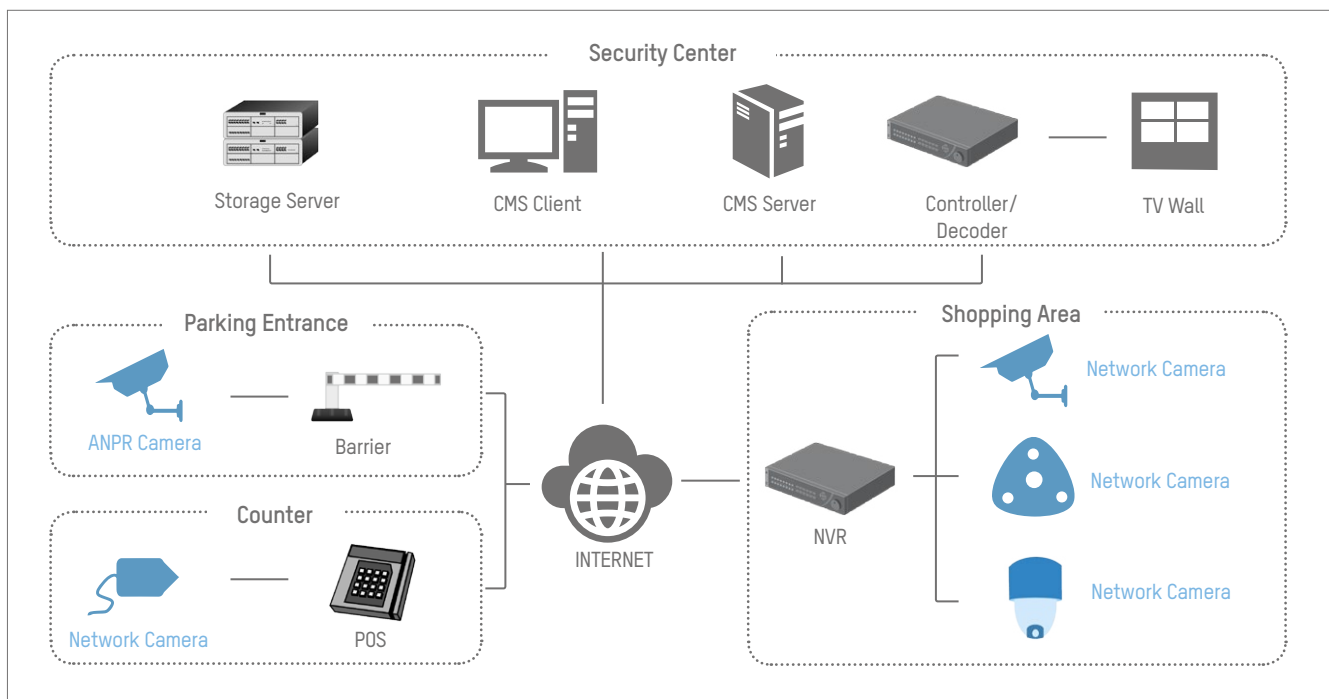 Security Center
Storage Server
CMS Client
CMS Server
Controller/
Decoder
TV Wall
Parking Entrance
ANPR Camera
Barrier
Counter
Network Camera
POS
INTERNET
Shopping Area
NVR
Network Camera
Network Camera
Network Camera